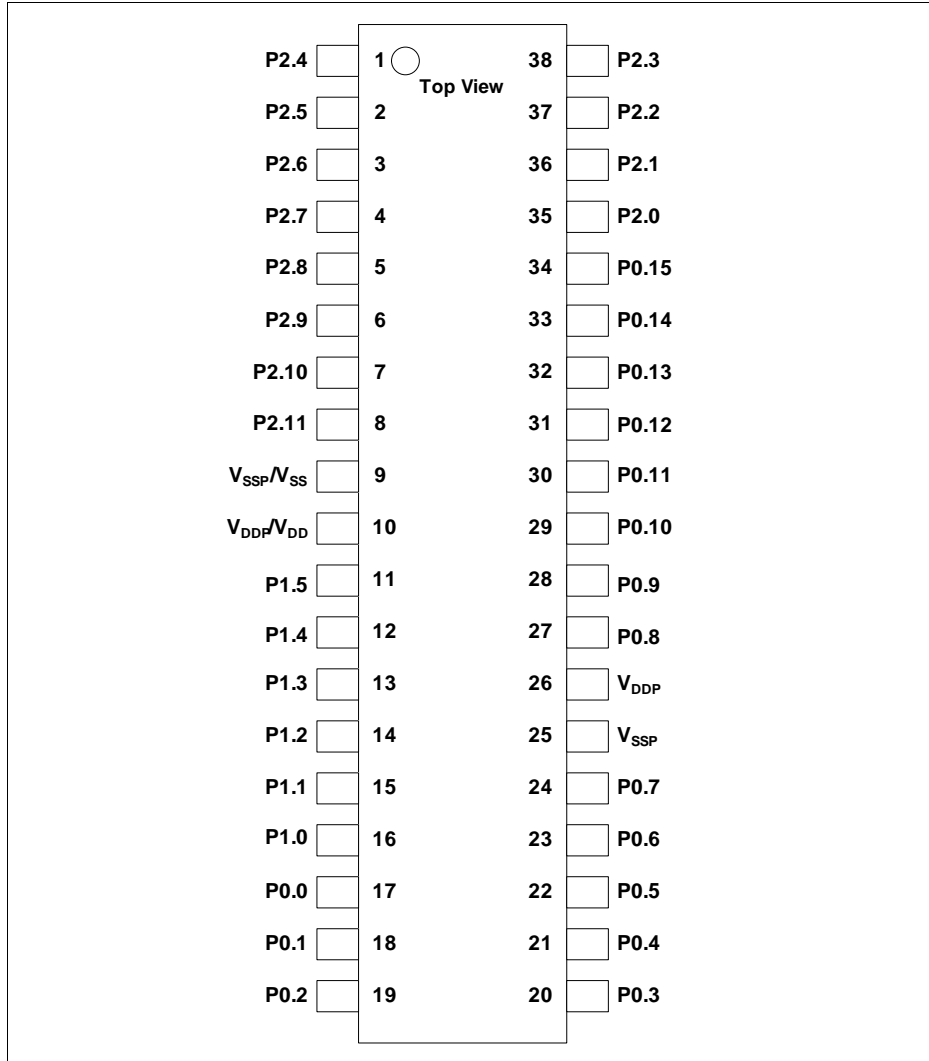 P2.4 1 38 P2.3
Top View
P2.5 2 37 P2.2
P2.6 3 36 P2.1
P2.7 4 35 P2.0
P2.8 5 34 P0.15
P2.9 6 33 P0.14
P2.10 7 32 P0.13
P2.11 8 31 P0.12
VSSP/VSS 9 30 P0.11
VDDP/VDD 10 29 P0.10
P1.5 11 28 P0.9
P1.4 12 27 P0.8
P1.3 13 26 VDDP
P1.2 14 25 VSSP
P1.1 15 24 P0.7
P1.0 16 23 P0.6
P0.0 17 22 P0.5
P0.1 18 21 P0.4
P0.2 19 20 P0.3